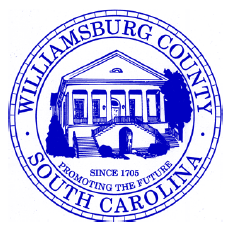 WILLIAMSBURG COUNTY
SINCE 1705
PROMOTING THE FUTURE
SOUTH CAROLINA